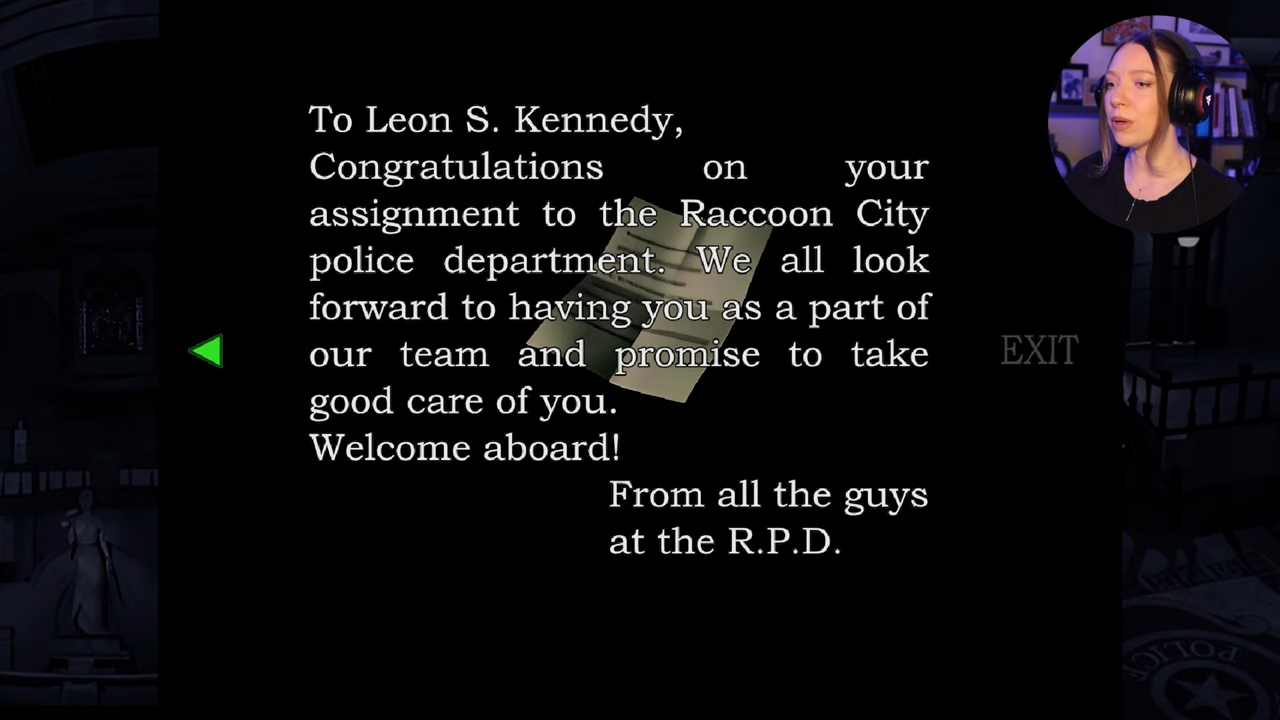 To Leon S. Kennedy,
Congratulations on your
assignment to the Raccoon City
police department. We all look
forward to having you as a part of
our team and promise to take
good care of you.
Welcome aboard!
From all the guys
at the R.P.D.
EXIT
POLICE